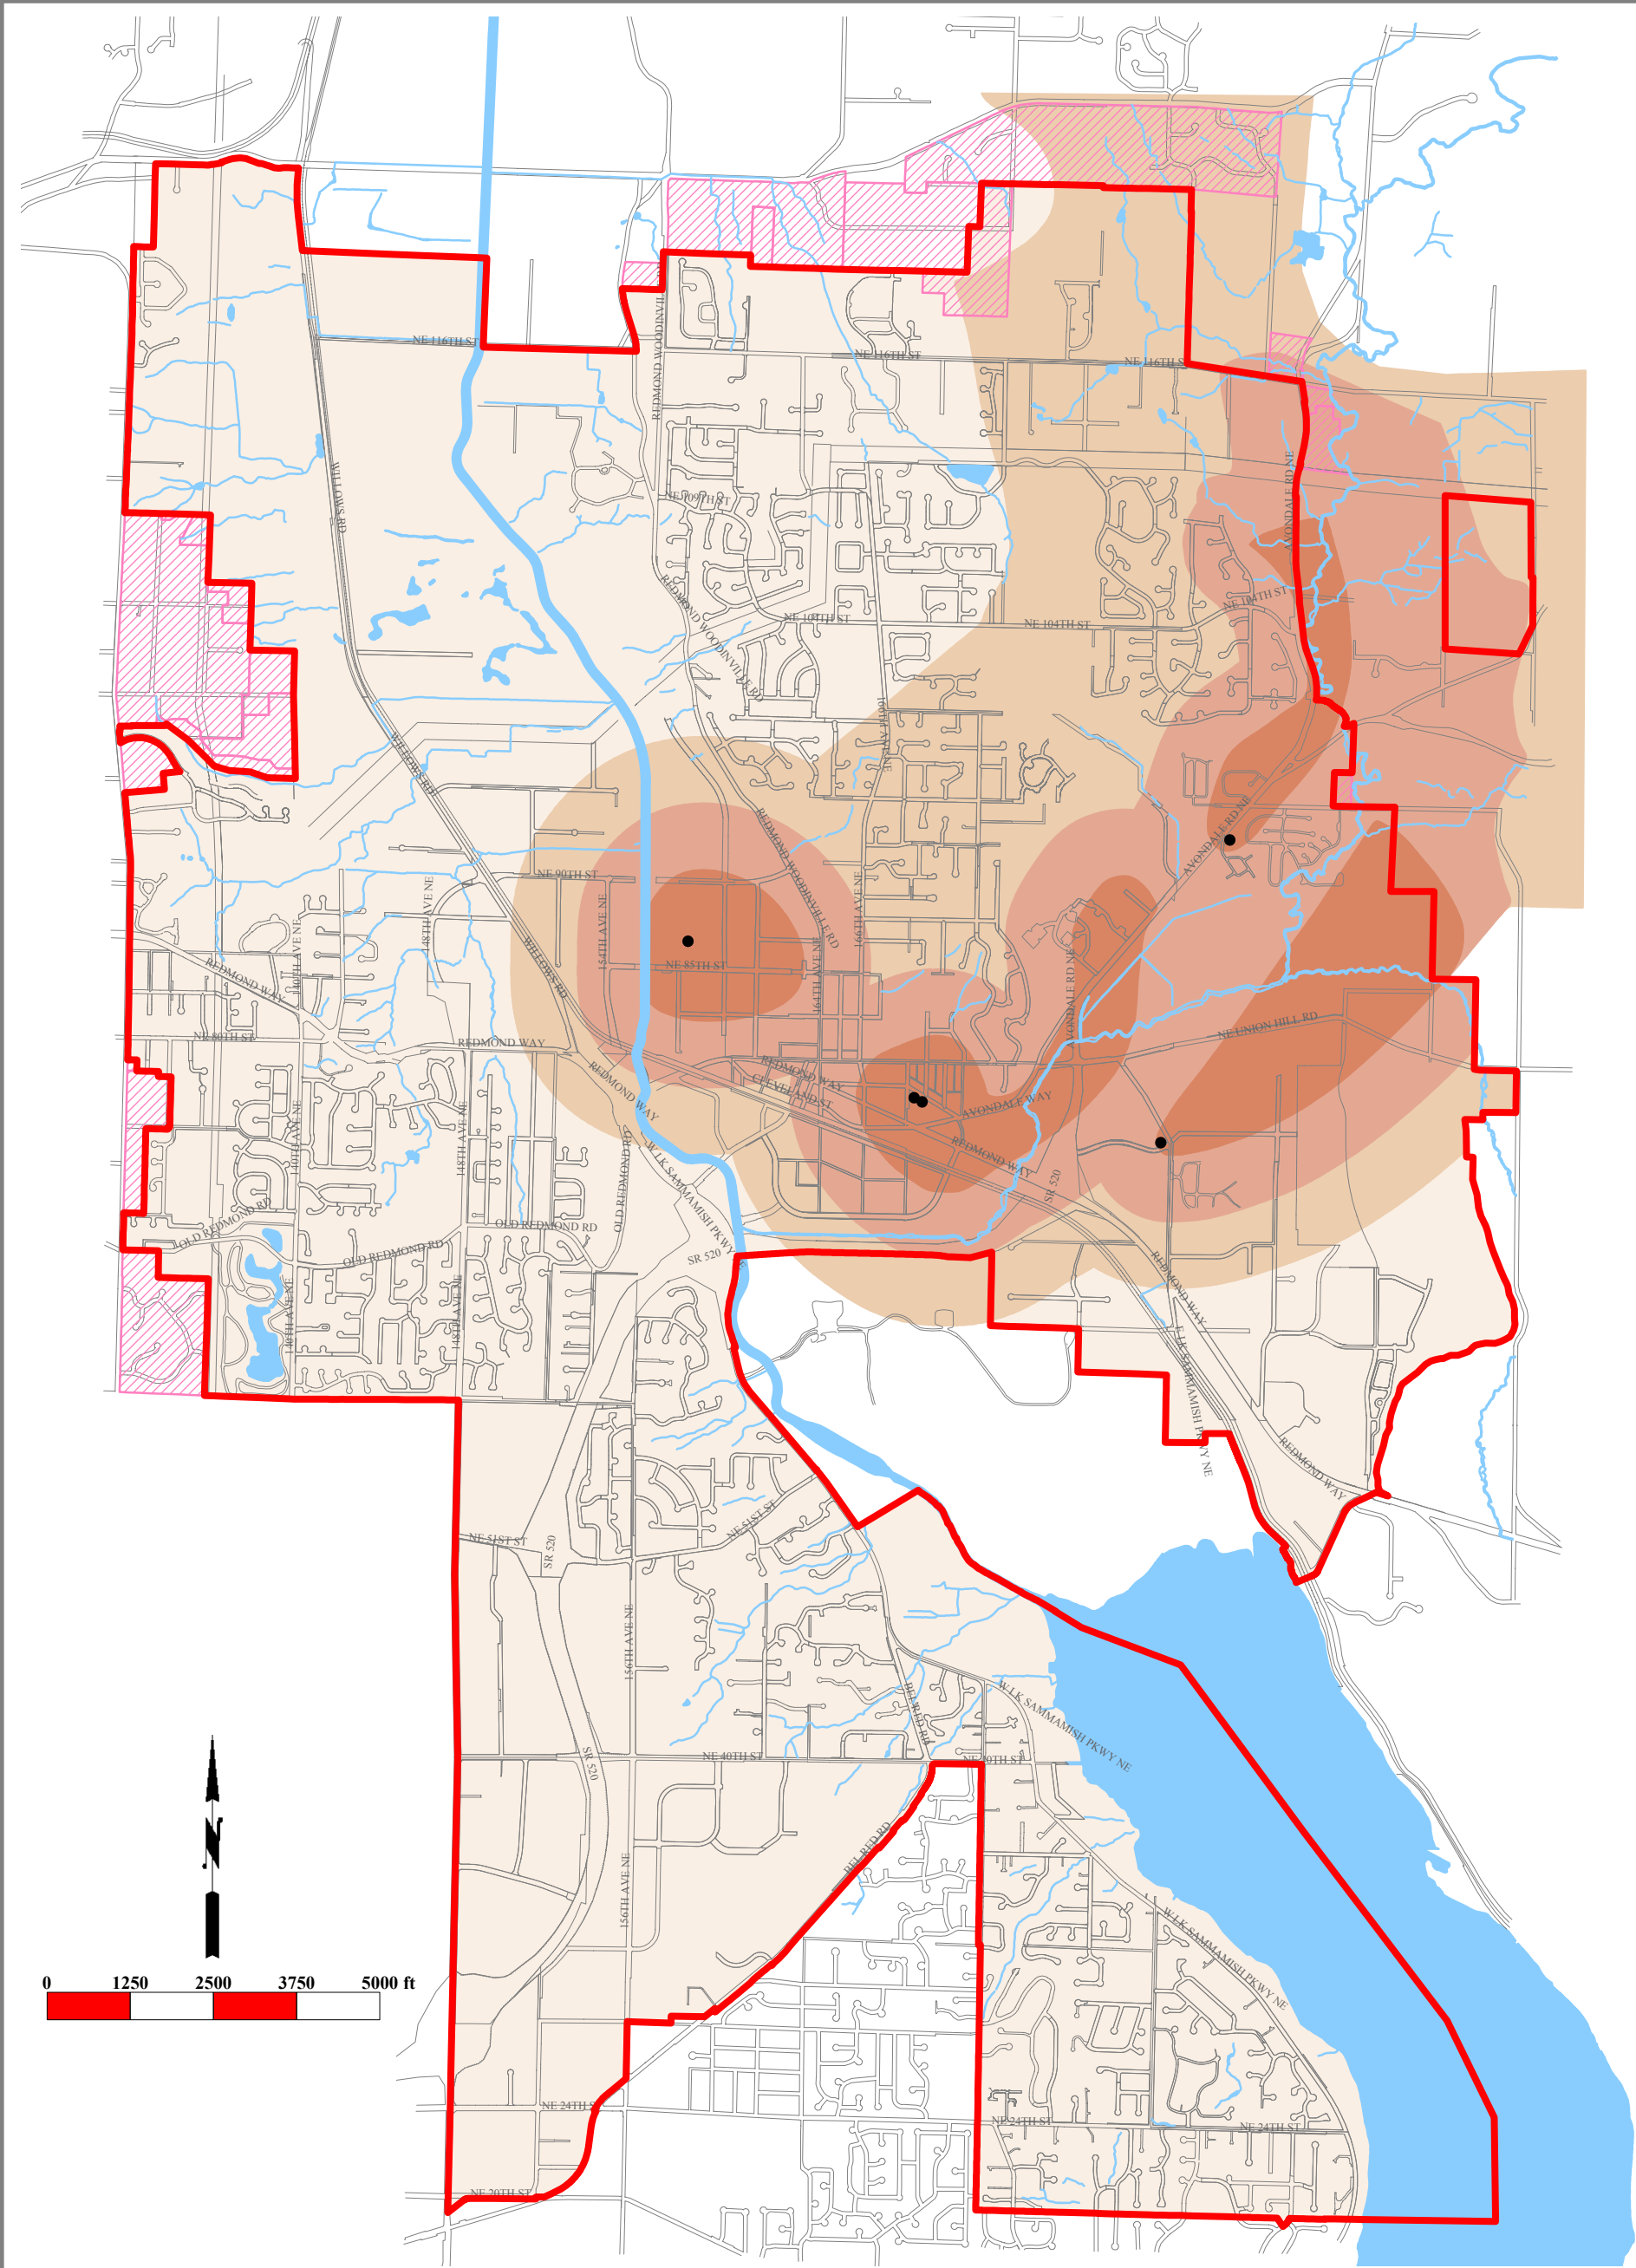 NE 116TH ST
NE 116TH ST
NE 116TH S
REDMOND WOODINVIL
WILLOWS RD
NE 109TH ST
AVONDALE RD NE
REDMOND WOODINVILLE RD
NE 104TH ST
NE 104TH ST
NE 104TH ST
166TH AVE NE
WILLOWS RD
REDMOND WOODINVILLE RD
AVONDALE RD NE
NE 90TH ST
148TH AVE NE
154TH AVE NE
166TH AVE NE
140TH AVE NE
WILLOWS RD
NE 85TH ST
164TH AVE NE
AVONDALE RD NE
REDMOND WAY
NE 80TH ST
REDMOND WAY
REDMOND WAY
REDMOND WAY
CLEVELAND ST
AVONDALE WAY
NE UNION HILL RD
REDMOND WAY
140TH AVE NE
148TH AVE NE
OLD REDMOND RD
W LK SAMMAMISH PKWY NE
SR 520
OLD REDMOND RD
OLD REDMOND RD
OLD REDMOND RD
SR 520
140TH AVE NE
148TH AVE NE
REDMOND WAY
E LK SAMMAMISH PKWY NE
REDMOND WAY
NE 51ST ST
NE 51ST ST
SR 520
156TH AVE NE
BEL RED RD
W LK SAMMAMISH PKWY NE
NE 40TH ST
NE 40TH ST
SR 520
BEL RED RD
156TH AVE NE
W LK SAMMAMISH PKWY NE
N
0 1250 2500 3750 5000 ft
NE 24TH S
NE 24TH ST
NE 24TH ST
NE 20TH ST